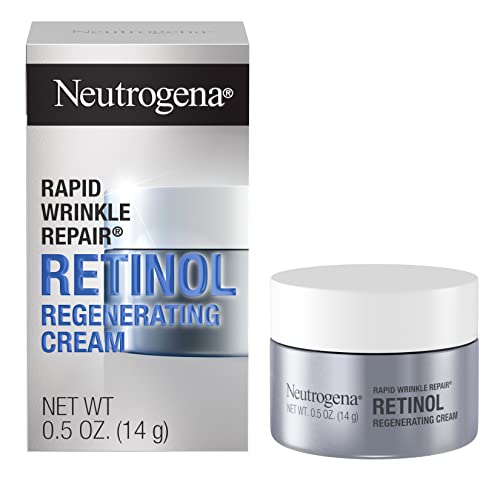 Neutrogena®
RAPID
WRINKLE
REPAIR®
RETINOL
REGENERATING
CREAM
NET WT
0.5 OZ. (14 g)
Neutrogena®
NET WT. 0.5 OZ. (14 g)
RAPID WRINKLE REPAIR®
RETINOL
REGENERATING CREAM